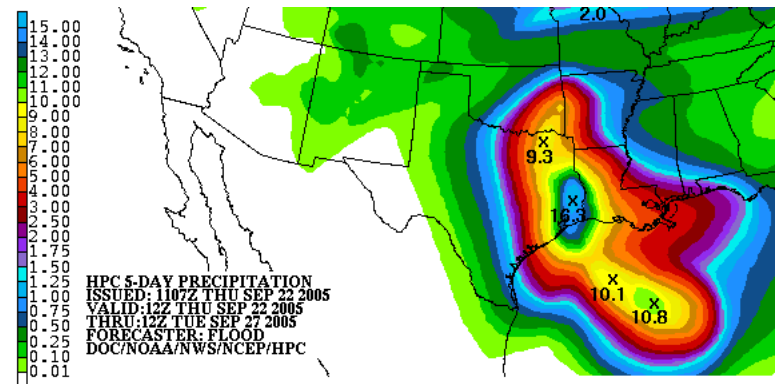 15.00
14.00
13.00
12.00
11.00
10.00
9.00
8.00
7.00
6.00
5.00
4.00
3.00
2.50
2.00
1.75
1.50
1.25
1.00
0.75
0.50
0.25
0.10
0.01
2.0
X
9.3
X
16.3
X
10.1
X
10.8
HPC 5-DAY PRECIPITATION
ISSUED: 1107Z THU SEP 22 2005
VALID:12Z THU SEP 22 2005
THRU:12Z TUE SEP 27 2005
FORECASTER: FLOOD
DOC/NOAA/NWS/NCEP/HPC